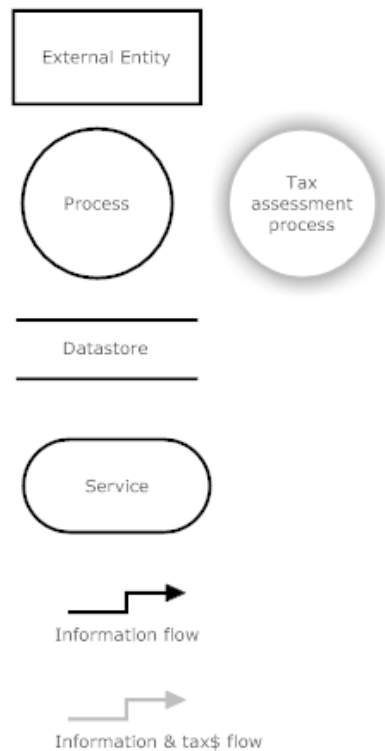 External Entity
Process
Tax
assessment
process
Datastore
Service
Information flow
Information & tax$ flow